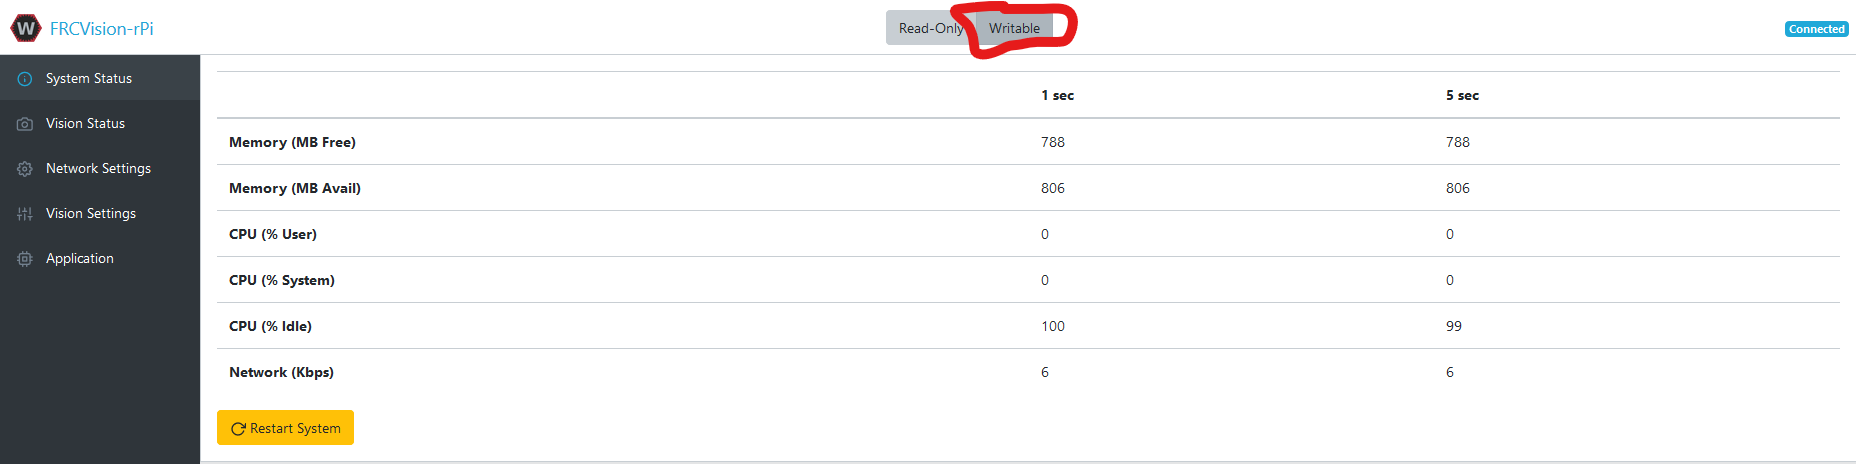 W FRCVision-rPi Read-Only Writable Connected
System Status
Vision Status
Network Settings
Vision Settings
Application
1 sec 5 sec
Memory (MB Free) 788 788
Memory (MB Avail) 806 806
CPU (% User) 0 0
CPU (% System) 0 0
CPU (% Idle) 100 99
Network (Kbps) 6 6
Restart System